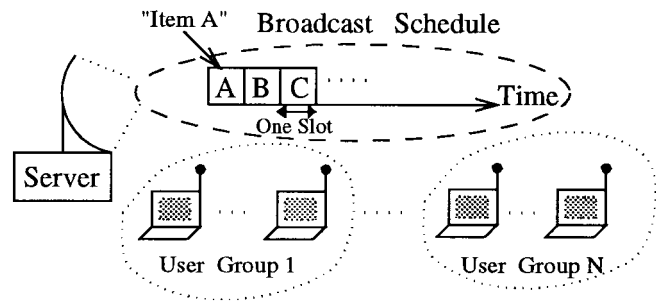 "Item A"
Broadcast Schedule
A B C
Time
One Slot
Server
User Group 1
User Group N